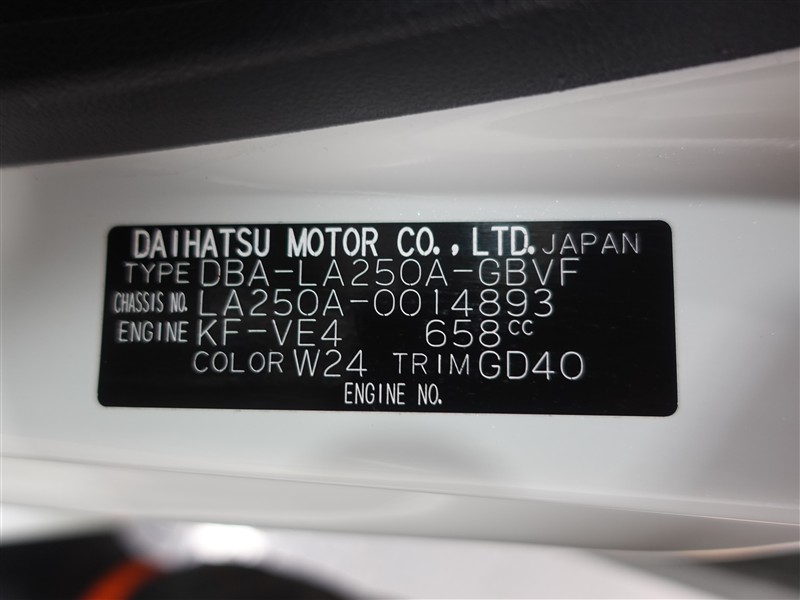 DAIHATSU MOTOR CO., LTD. JAPAN
TYPE DBA-LA250A-GBVF
CHASSIS NO. LA250A-0014893
ENGINE KF-VE4 658cc
COLOR W24 TRIM GD40
ENGINE NO.